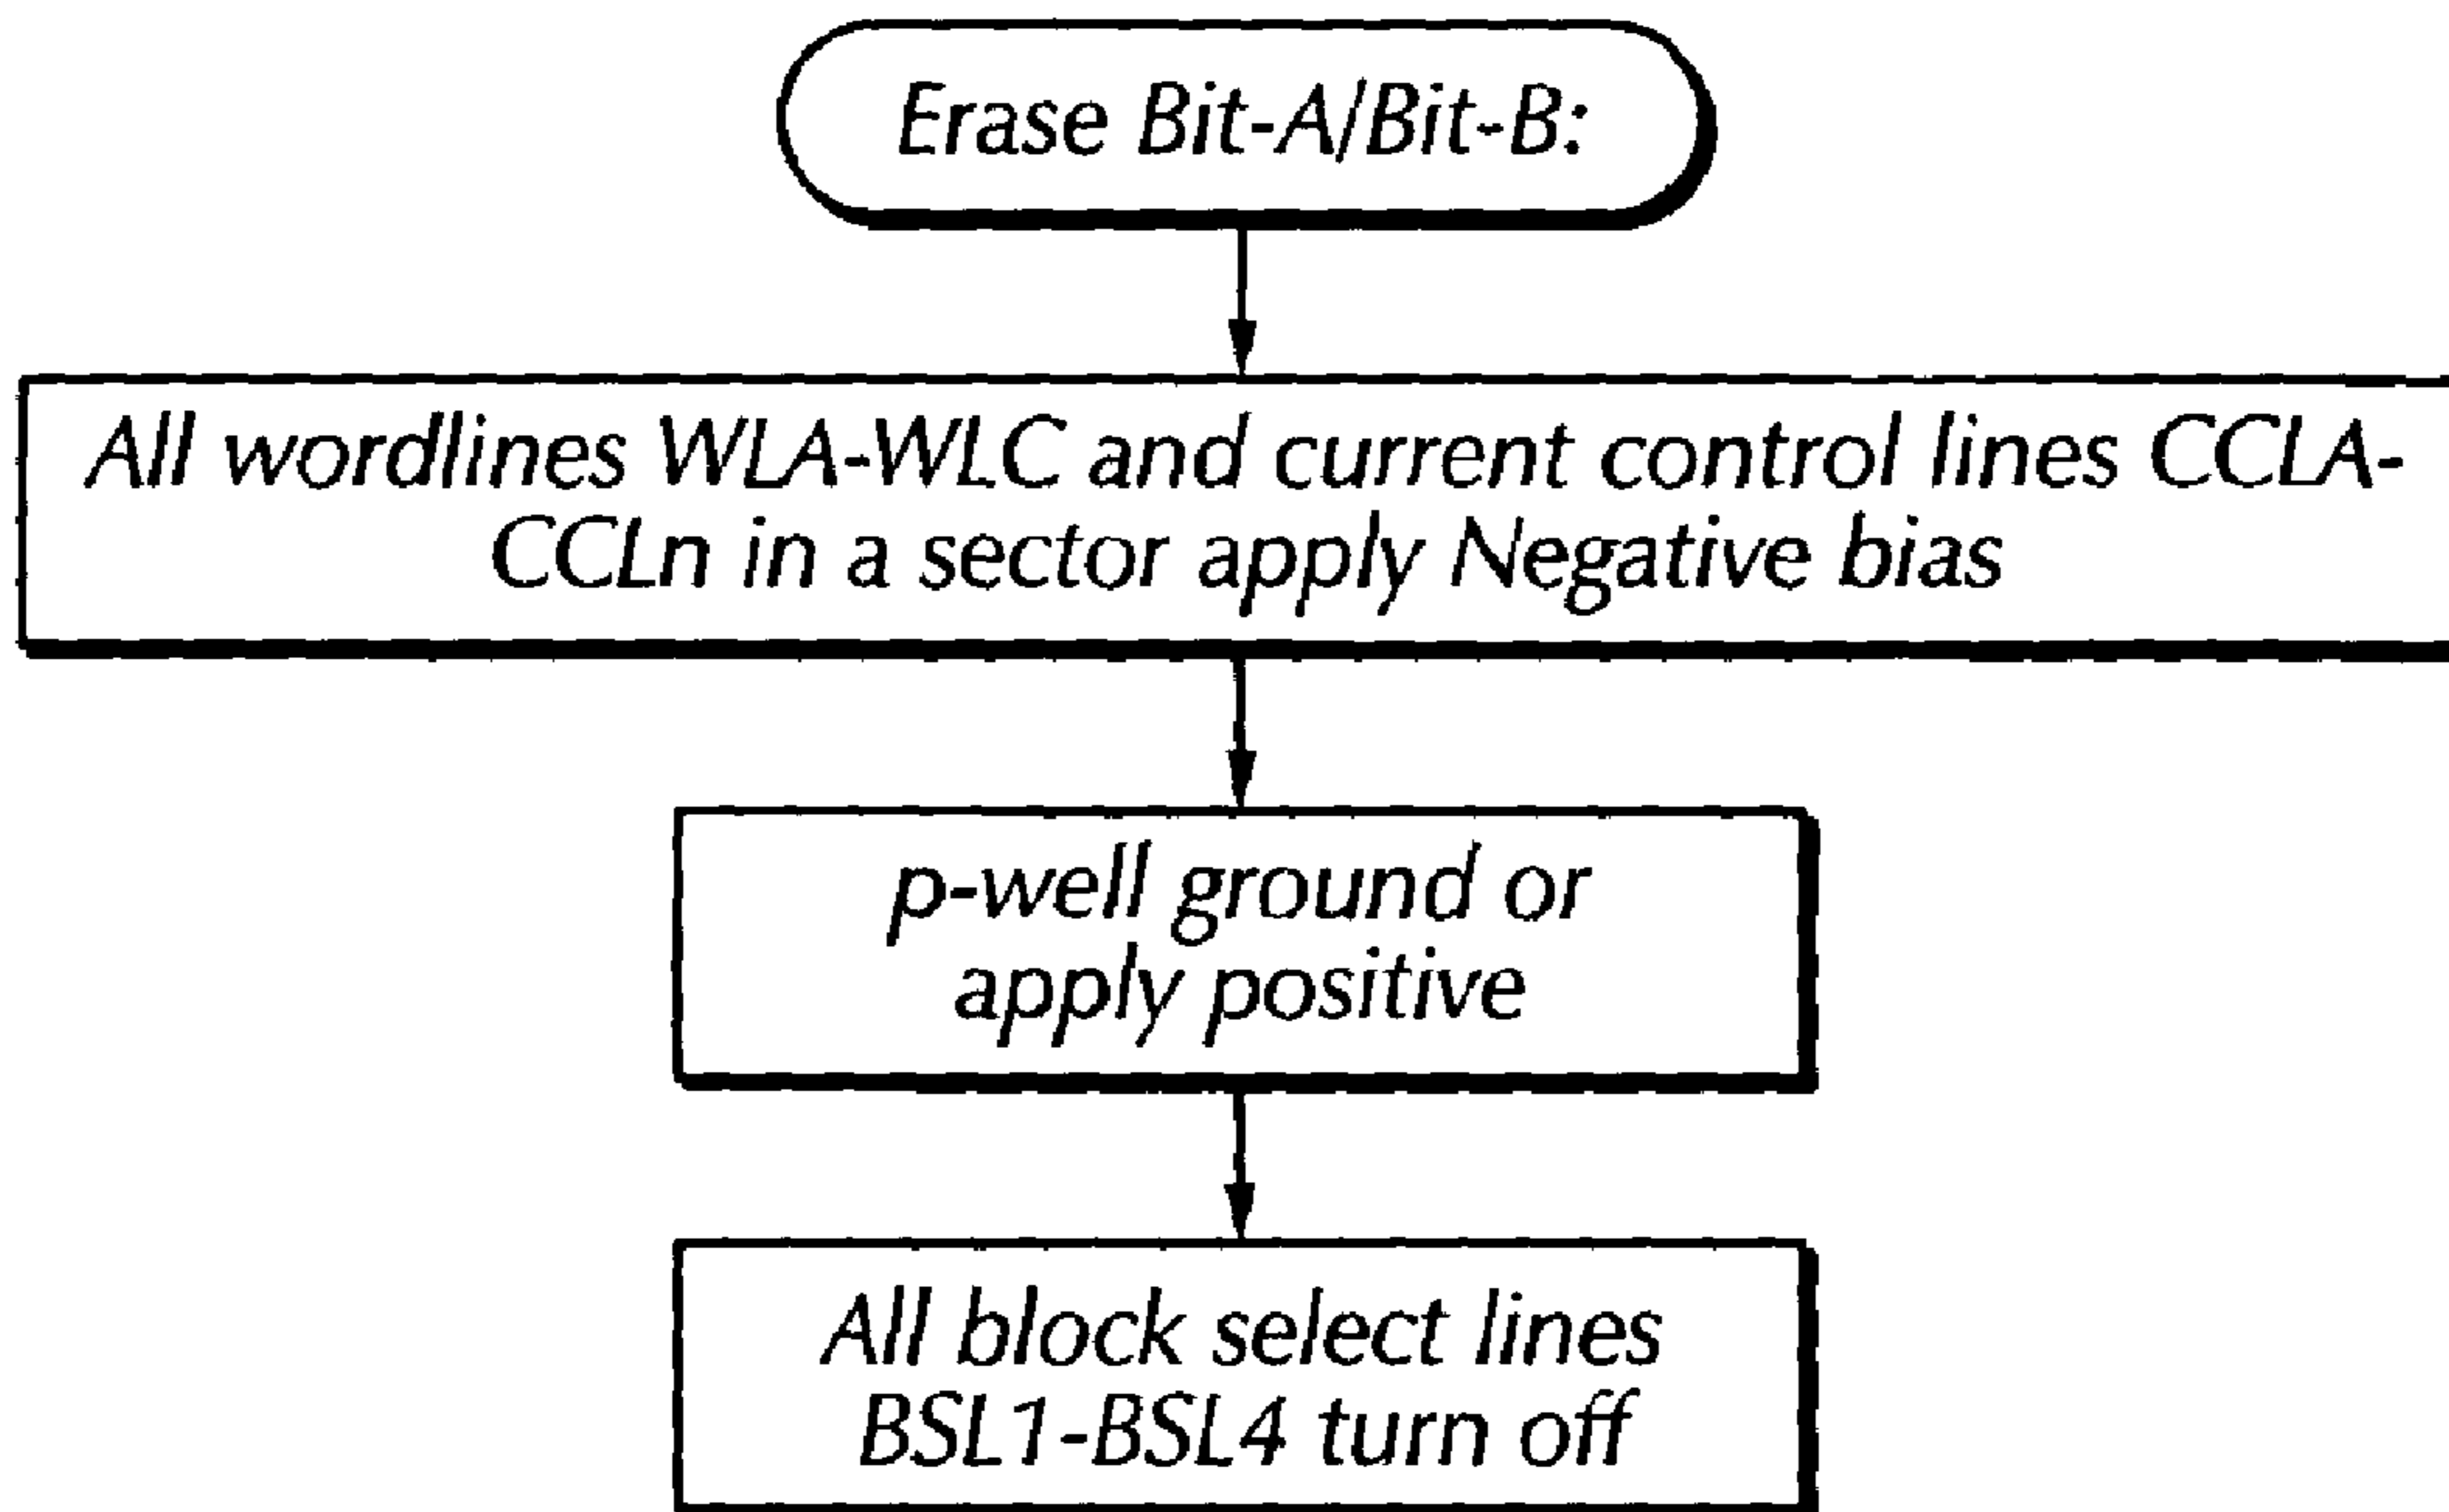 Erase Bit-A/Bit-B:
All wordlines WLA-WLC and current control lines CCLA-
CCLn in a sector apply Negative bias
p-well ground or
apply positive
All block select lines
BSL1-BSL4 turn off